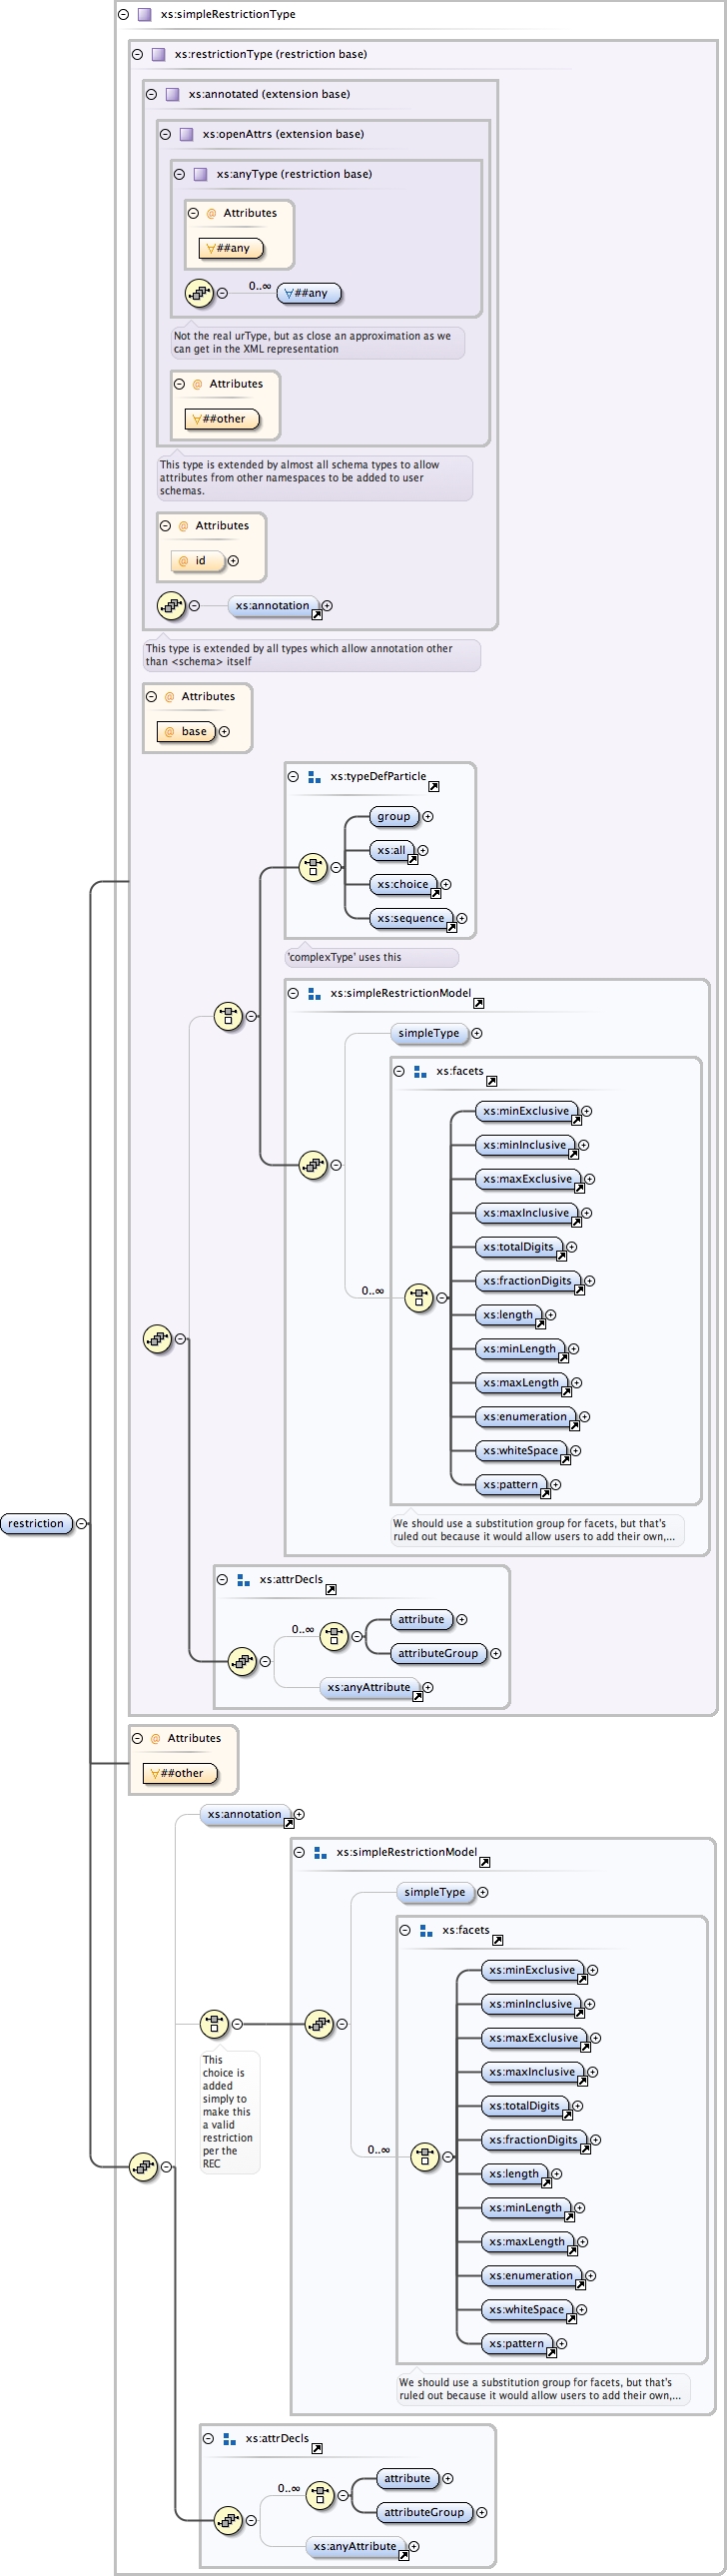 xs:simpleRestrictionType
xs:restrictionType (restriction base)
xs:annotated (extension base)
xs:openAttrs (extension base)
xs:anyType (restriction base)
@ Attributes
∀##any
0..∞
∀##any
Not the real urType, but as close an approximation as we
can get in the XML representation
@ Attributes
∀##other
This type is extended by almost all schema types to allow
attributes from other namespaces to be added to user
schemas.
@ Attributes
@ id
xs:annotation
This type is extended by all types which allow annotation other
than <schema> itself
@ Attributes
@ base
xs:typeDefParticle
group
xs:all
xs:choice
xs:sequence
'complexType' uses this
xs:simpleRestrictionModel
simpleType
xs:facets
xs:minExclusive
xs:minInclusive
xs:maxExclusive
xs:maxInclusive
xs:totalDigits
xs:fractionDigits
0..∞
xs:length
xs:minLength
xs:maxLength
xs:enumeration
xs:whiteSpace
xs:pattern
We should use a substitution group for facets, but that's
ruled out because it would allow users to add their own,...
restriction
xs:attrDecls
0..∞
attribute
attributeGroup
xs:anyAttribute
@ Attributes
∀##other
xs:annotation
xs:simpleRestrictionModel
simpleType
xs:facets
xs:minExclusive
xs:minInclusive
xs:maxExclusive
xs:maxInclusive
xs:totalDigits
xs:fractionDigits
0..∞
xs:length
xs:minLength
xs:maxLength
xs:enumeration
xs:whiteSpace
xs:pattern
This
choice is
added
simply to
make this
a valid
restriction
per the
REC
We should use a substitution group for facets, but that's
ruled out because it would allow users to add their own,...
xs:attrDecls
0..∞
attribute
attributeGroup
xs:anyAttribute